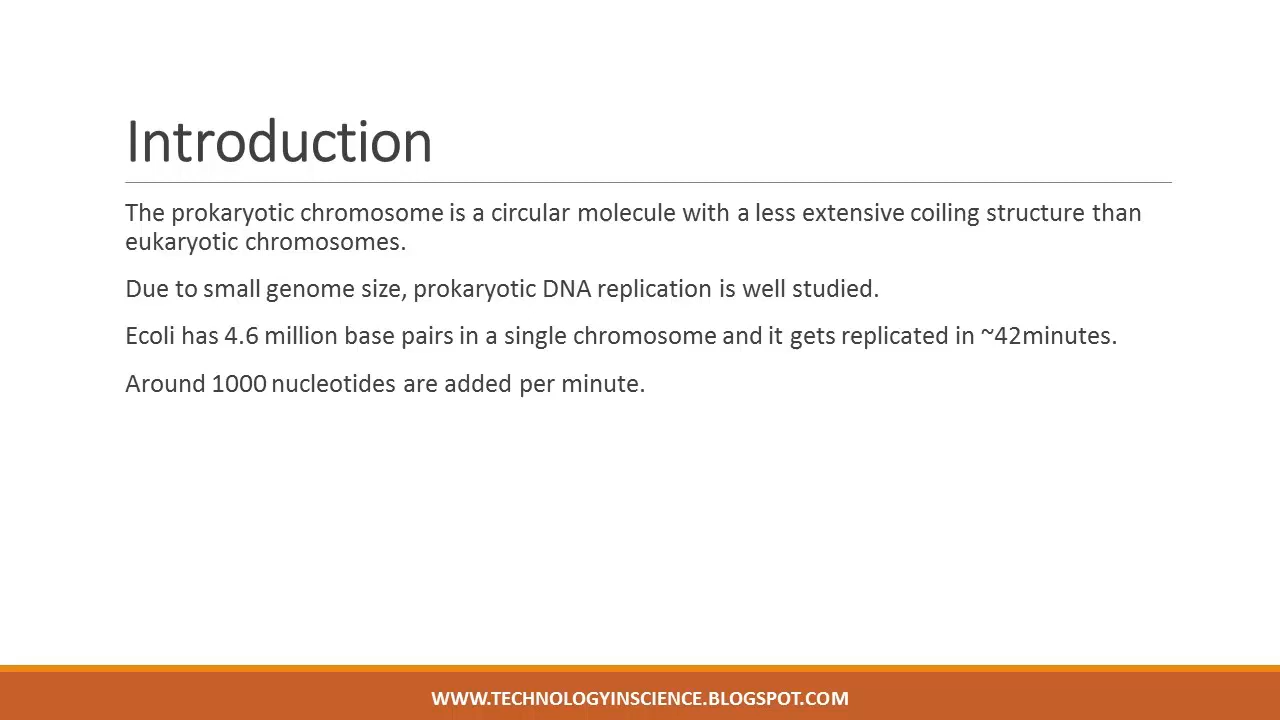 Introduction
The prokaryotic chromosome is a circular molecule with a less extensive coiling structure than
eukaryotic chromosomes.
Due to small genome size, prokaryotic DNA replication is well studied.
Ecoli has 4.6 million base pairs in a single chromosome and it gets replicated in ~42minutes.
Around 1000 nucleotides are added per minute.
WWW.TECHNOLOGYINSCIENCE.BLOGSPOT.COM